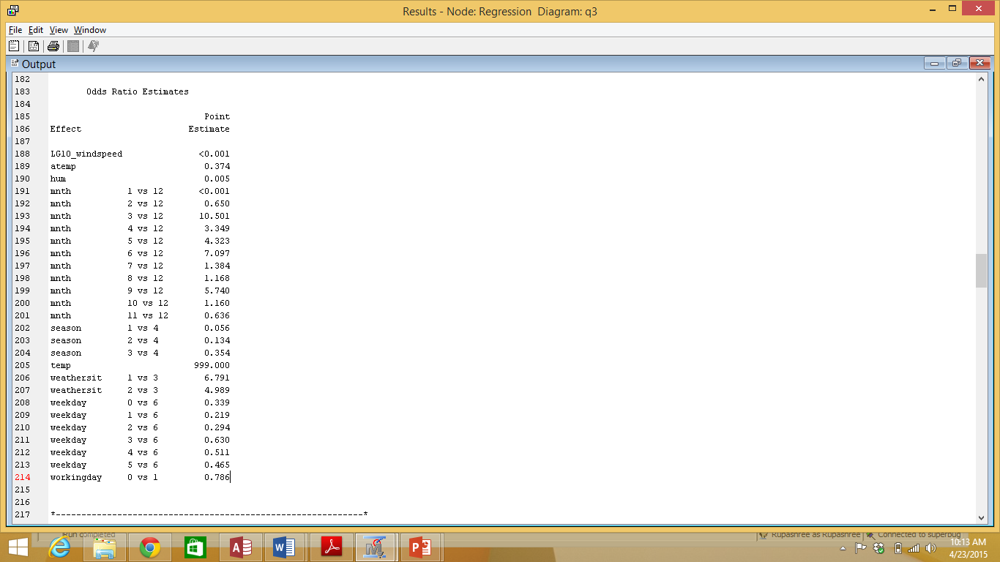 Results - Node: Regression Diagram: q3
File Edit View Window
Output
182
183 Odds Ratio Estimates
184
185 Point
186 Effect Estimate
187
188 LG10_windspeed <0.001
189 atemp 0.374
190 hum 0.005
191 mnth 1 vs 12 <0.001
192 mnth 2 vs 12 0.650
193 mnth 3 vs 12 10.501
194 mnth 4 vs 12 3.349
195 mnth 5 vs 12 4.323
196 mnth 6 vs 12 7.097
197 mnth 7 vs 12 1.384
198 mnth 8 vs 12 1.168
199 mnth 9 vs 12 5.740
200 mnth 10 vs 12 1.160
201 mnth 11 vs 12 0.636
202 season 1 vs 4 0.056
203 season 2 vs 4 0.134
204 season 3 vs 4 0.354
205 temp 999.000
206 weathersit 1 vs 3 6.791
207 weathersit 2 vs 3 4.989
208 weekday 0 vs 6 0.339
209 weekday 1 vs 6 0.219
210 weekday 2 vs 6 0.294
211 weekday 3 vs 6 0.630
212 weekday 4 vs 6 0.511
213 weekday 5 vs 6 0.465
214 workingday 0 vs 1 0.786
215
216
217 *------------------------------------------------------------*
Run completed
Rupashree as Rupashree
Connected to superbug
10:13 AM
4/23/2015